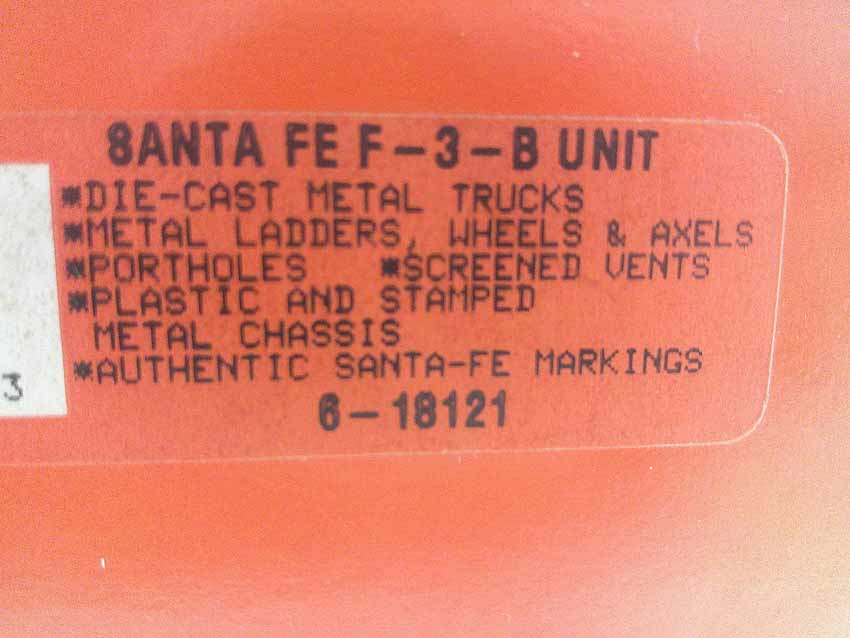 SANTA FE F-3-B UNIT
*DIE-CAST METAL TRUCKS
*METAL LADDERS, WHEELS & AXELS
*PORTHOLES *SCREENED VENTS
*PLASTIC AND STAMPED
METAL CHASSIS
*AUTHENTIC SANTA-FE MARKINGS
6-18121
3